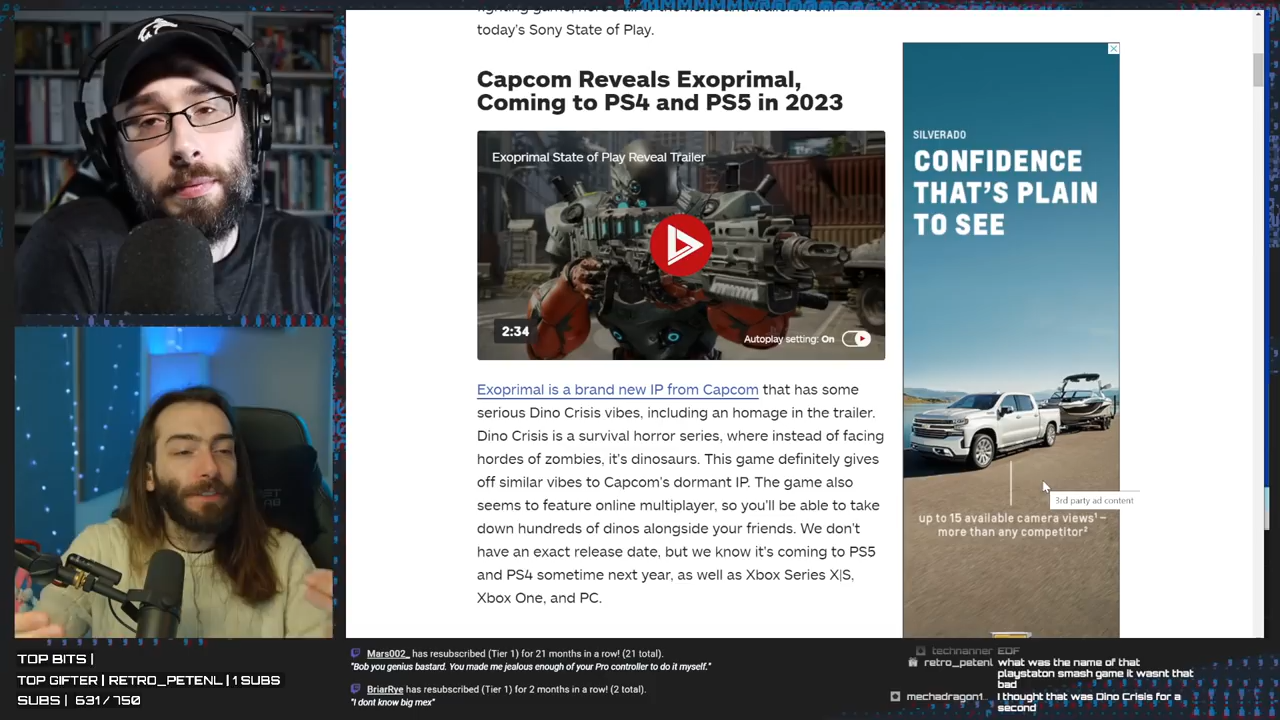 today's Sony State of Play.
Capcom Reveals Exoprimal,
Coming to PS4 and PS5 in 2023
Exoprimal State of Play Reveal Trailer
2:34
Autoplay setting: On
Exoprimal is a brand new IP from Capcom that has some
serious Dino Crisis vibes, including an homage in the trailer.
Dino Crisis is a survival horror series, where instead of facing
hordes of zombies, it's dinosaurs. This game definitely gives
off similar vibes to Capcom's dormant IP. The game also
seems to feature online multiplayer, so you'll be able to take
down hundreds of dinos alongside your friends. We don't
have an exact release date, but we know it's coming to PS5
and PS4 sometime next year, as well as Xbox Series X|S,
Xbox One, and PC.
SILVERADO
CONFIDENCE
THAT'S PLAIN
TO SEE
3rd party ad content
up to 15 available camera views¹ –
more than any competitor²
TOP BITS |
TOP GIFTER | RETRO_PETENL | 1 SUBS
SUBS | 631/750
Mars002_ has resubscribed (Tier 1) for 21 months in a row! (21 total).
"Bob you genius bastard. You made me jealous enough of your Pro controller to do it myself."
BriarRye has resubscribed (Tier 1) for 2 months in a row! (2 total).
"I dont know big mex"
technanner EDF
retro_petenl what was the name of that
playstaton smash game it wasnt that
bad
mechadragon1 I thought that was Dino Crisis for a
second